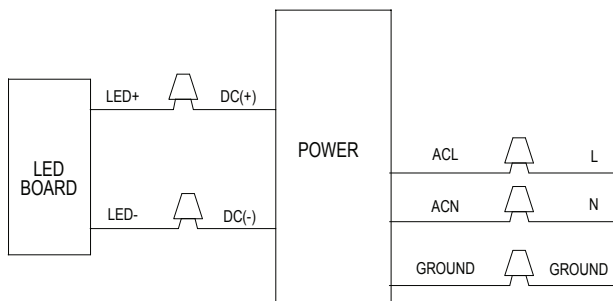 LED+
DC(+)
LED
BOARD
LED-
DC(-)
POWER
ACL
L
ACN
N
GROUND
GROUND